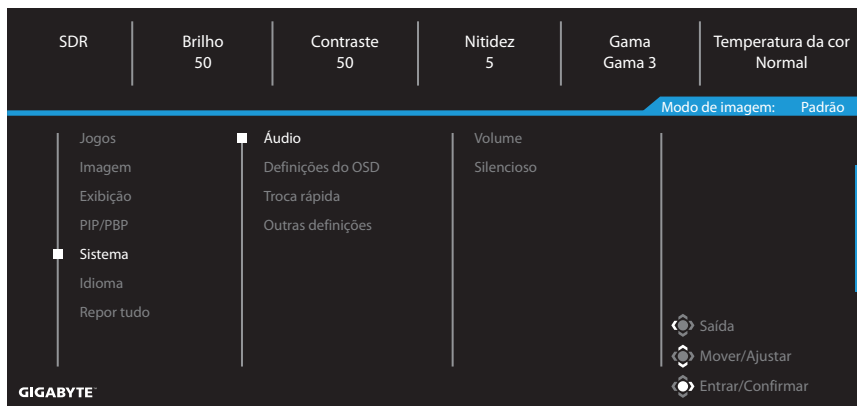 SDR
Brilho
50
Contraste
50
Nitidez
5
Gama
Gama 3
Temperatura da cor
Normal
Modo de imagem: Padrão
Jogos
Imagem
Exibição
PIP/PBP
Sistema
Idioma
Repor tudo
Áudio
Definições do OSD
Troca rápida
Outras definições
Volume
Silencioso
Saída
Mover/Ajustar
Entrar/Confirmar
GIGABYTE™